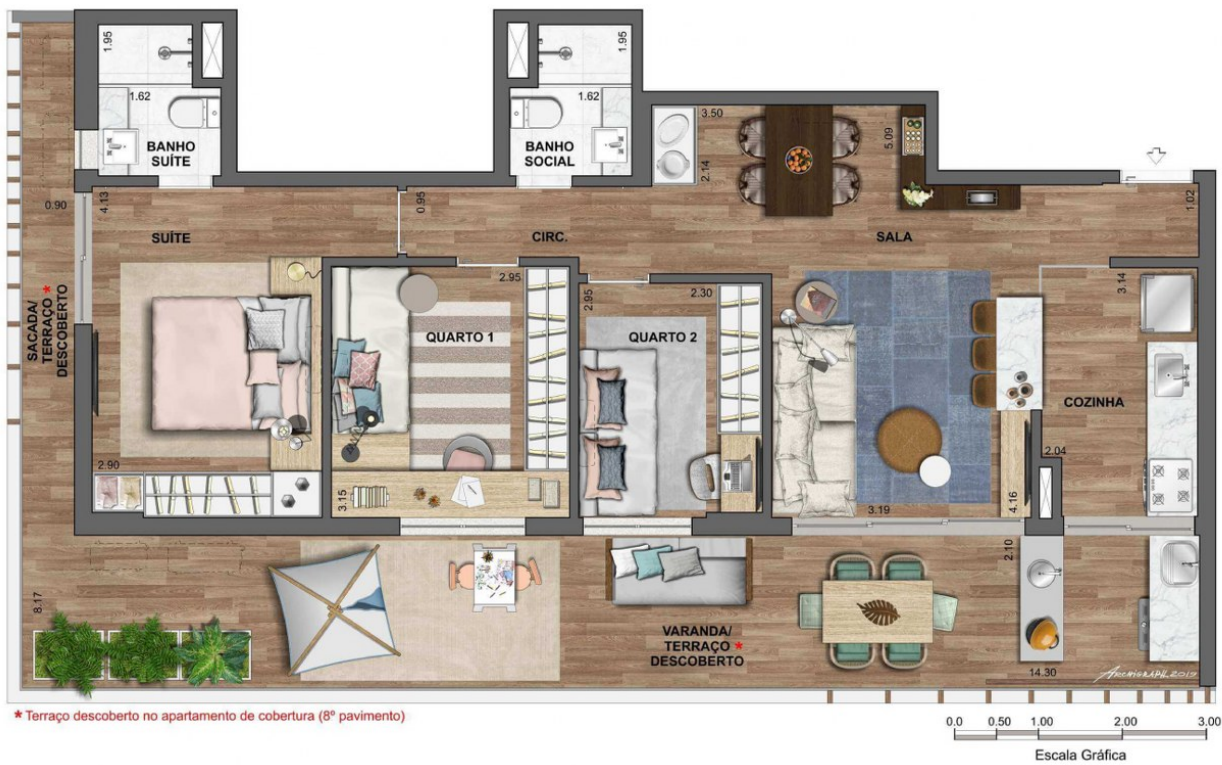 1.95
1.95
1.62
1.62
BANHO
SUÍTE
BANHO
SOCIAL
3.50
5.09
2.14
0.90
4.13
0.95
1.02
SUÍTE
CIRC.
SALA
2.95
2.95
2.30
3.14
SACADA/
TERRAÇO *
DESCOBERTO
QUARTO 1
QUARTO 2
COZINHA
2.90
2.04
3.15
3.19
4.16
2.10
8.17
VARANDA/
TERRAÇO *
DESCOBERTO
14.30
ARCHIGRAPH.2019
* Terraço descoberto no apartamento de cobertura (8º pavimento)
0.0 0.50 1.00 2.00 3.00
Escala Gráfica